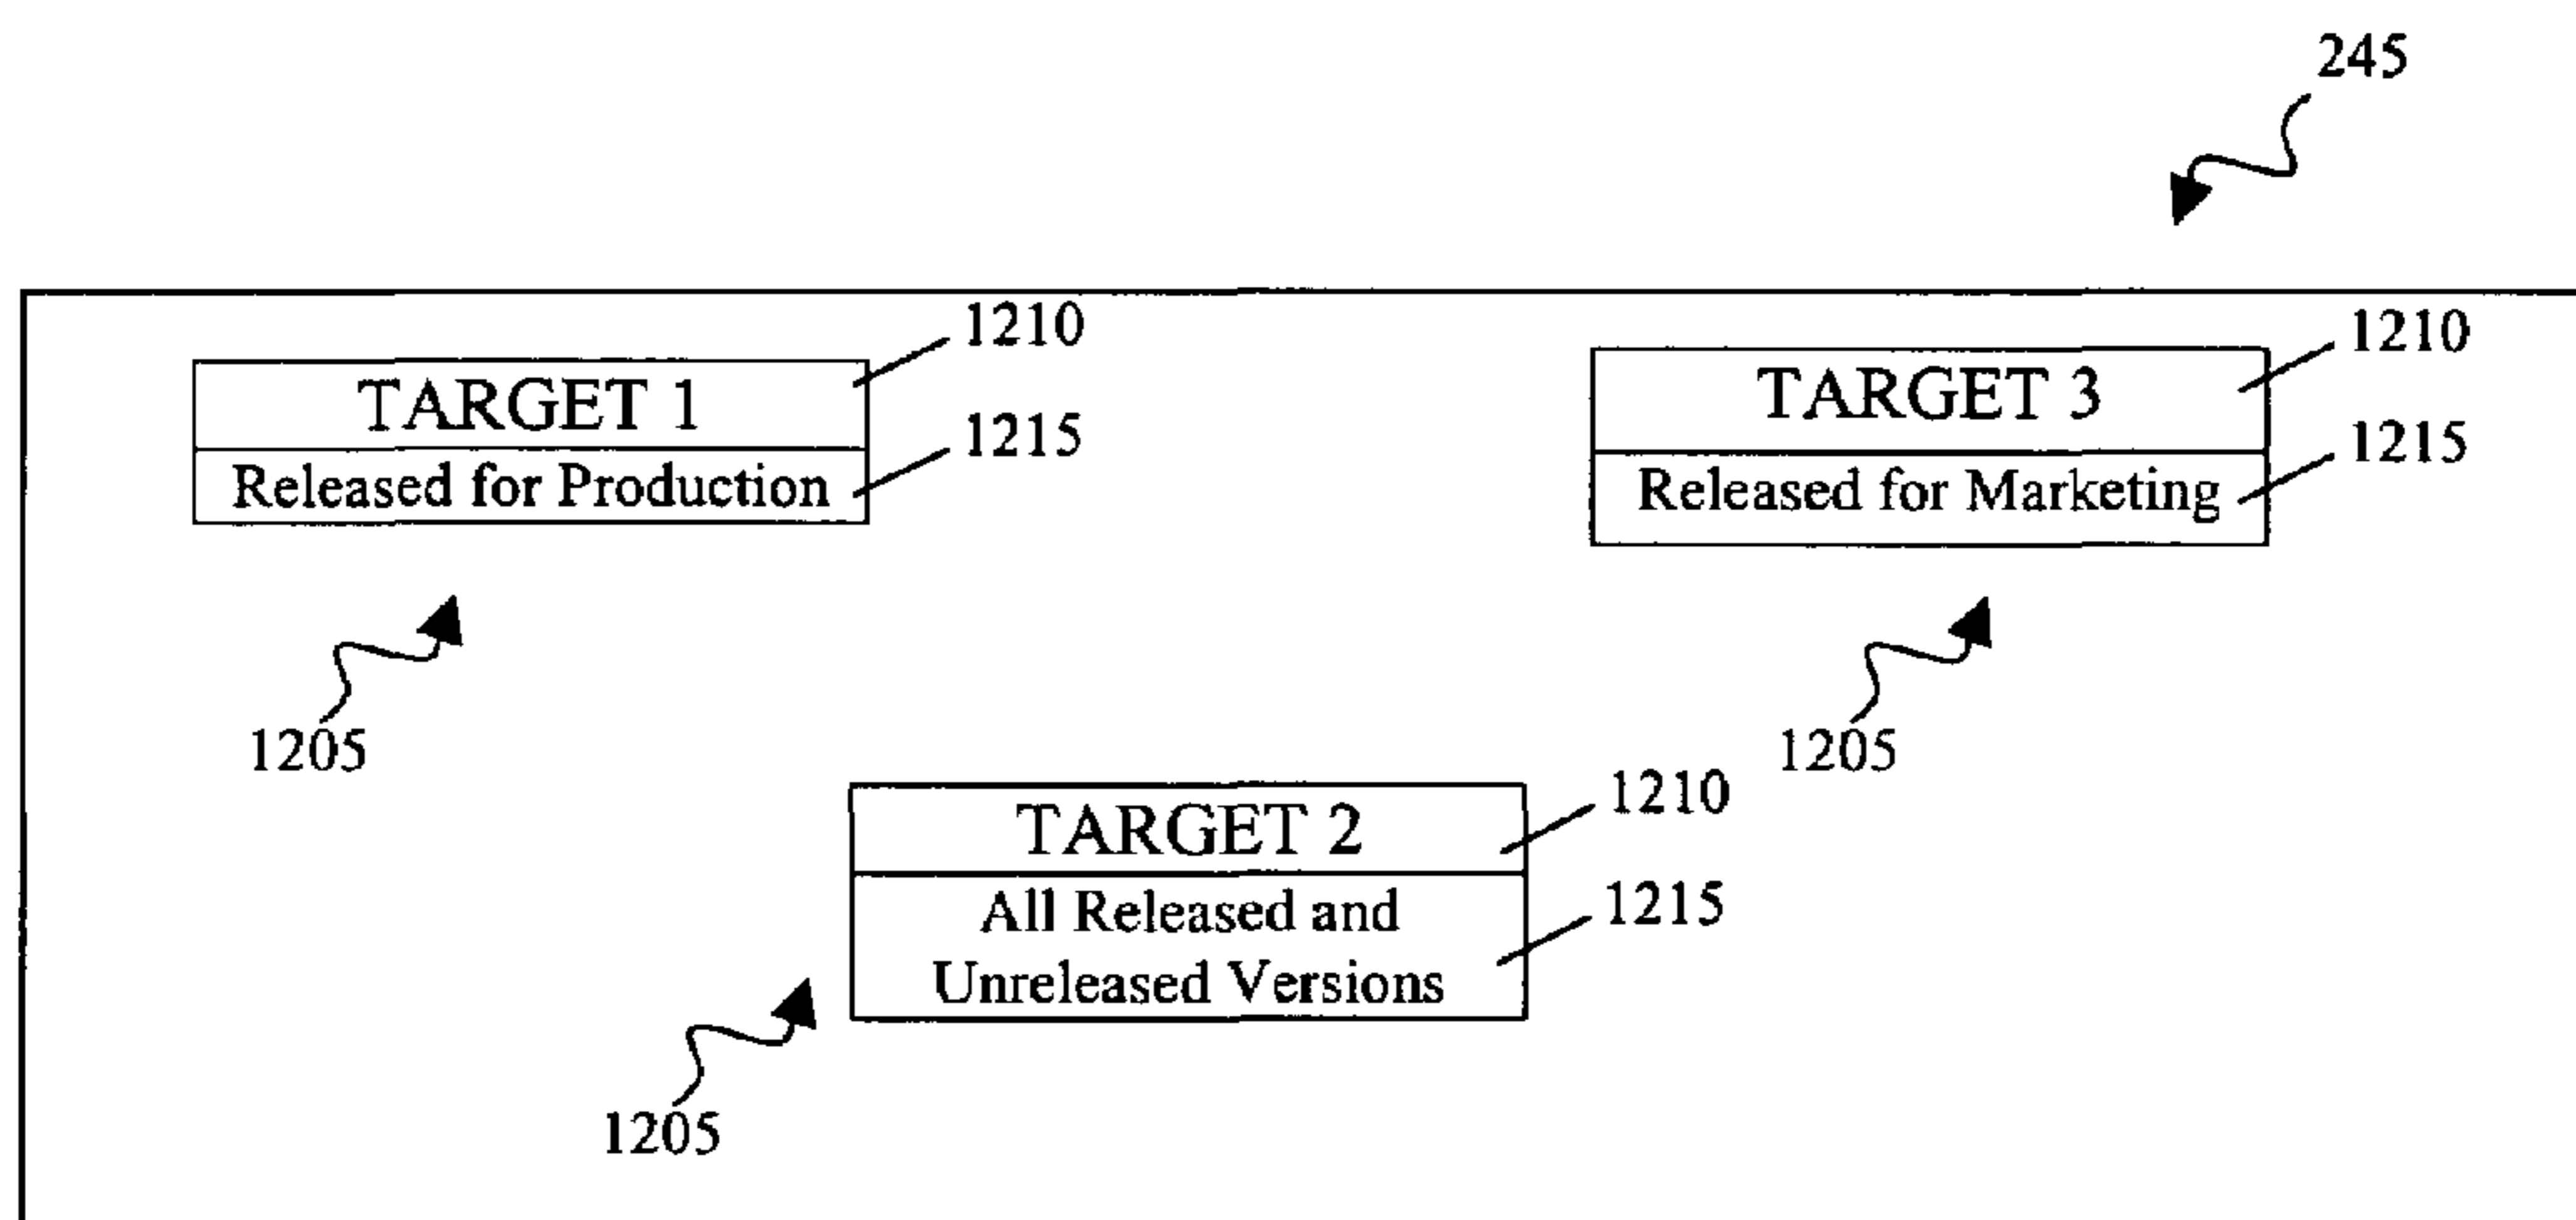 245
1210
TARGET 1
1215
Released for Production
1205
1210
TARGET 3
1215
Released for Marketing
1205
1210
TARGET 2
1215
All Released and
Unreleased Versions
1205